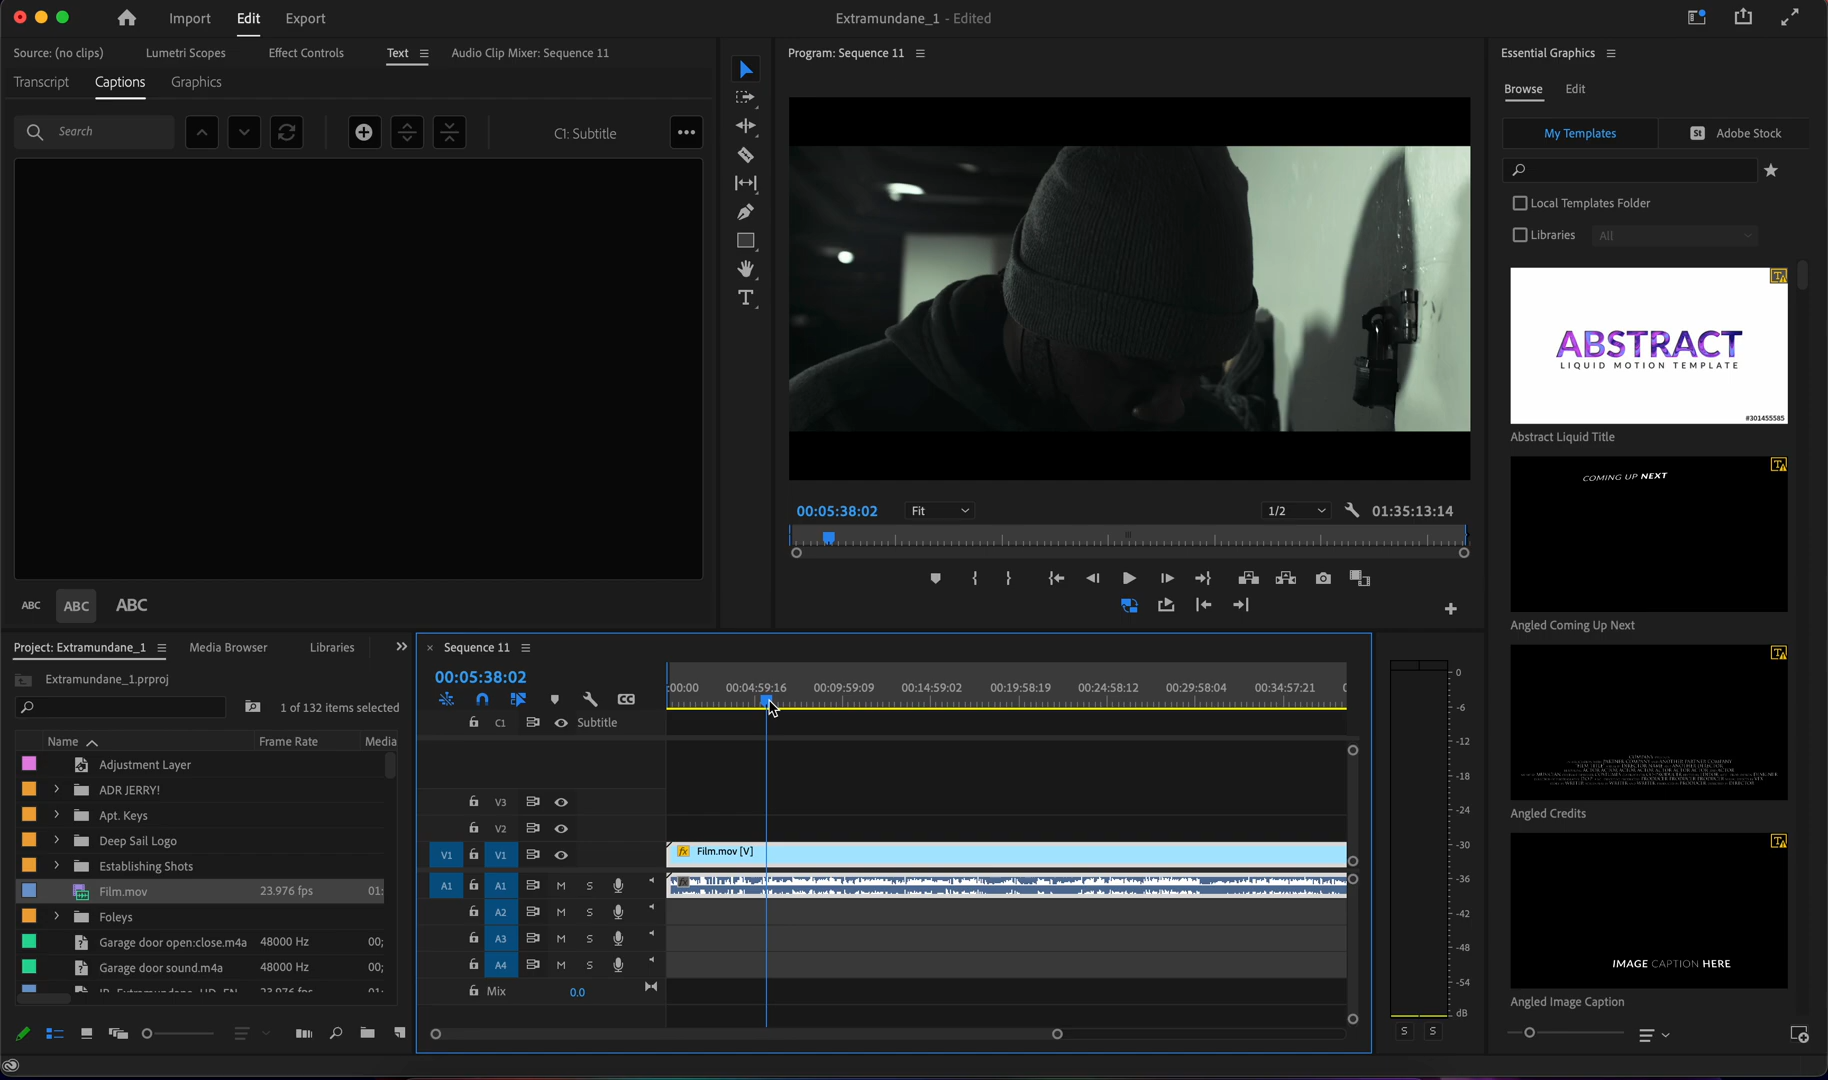 Import Edit Export
Extramundane_1 - Edited
Source: (no clips) Lumetri Scopes Effect Controls Text Audio Clip Mixer: Sequence 11
Transcript Captions Graphics
Search
C1: Subtitle
ABC ABC ABC
Program: Sequence 11
00:05:38:02 Fit 1/2 01:35:13:14
Essential Graphics
Browse Edit
My Templates St Adobe Stock
Local Templates Folder
Libraries All
ABSTRACT
LIQUID MOTION TEMPLATE
#301455585
Abstract Liquid Title
COMING UP NEXT
Angled Coming Up Next
Angled Credits
IMAGE CAPTION HERE
Angled Image Caption
Project: Extramundane_1 Media Browser Libraries
Extramundane_1.prproj
1 of 132 items selected
Name Frame Rate Media
Adjustment Layer
ADR JERRY!
Apt. Keys
Deep Sail Logo
Establishing Shots
Film.mov 23.976 fps 01:
Foleys
Garage door open:close.m4a 48000 Hz 00;
Garage door sound.m4a 48000 Hz 00;
Sequence 11
00:05:38:02
:00:00 00:04:59:16 00:09:59:09 00:14:59:02 00:19:58:19 00:24:58:12 00:29:58:04 00:34:57:21
C1 Subtitle
V3
V2
V1 V1 fx Film.mov [V]
A1 A1 M S fx
A2 M S
A3 M S
A4 M S
Mix 0.0
0
-6
-12
-18
-24
-30
-36
-42
-48
-54
dB
S S